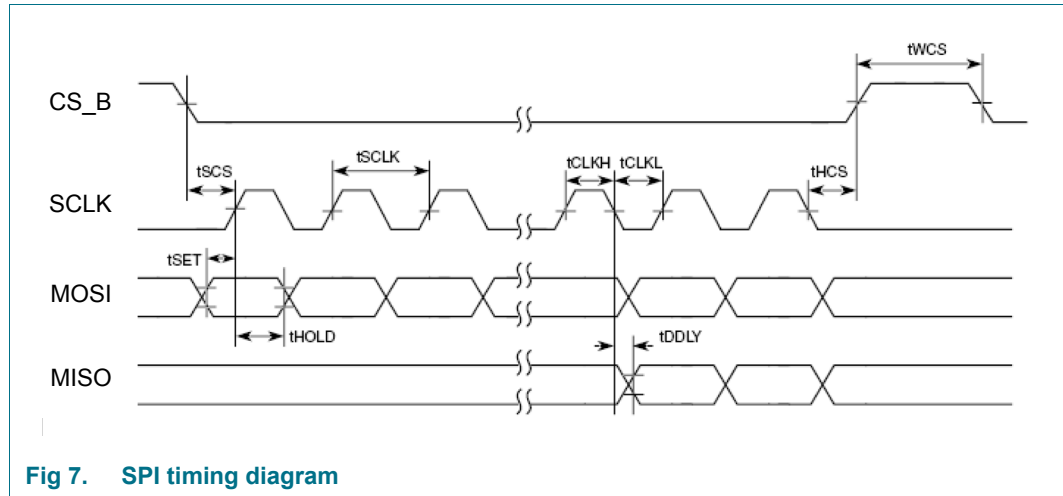 tWCS
CS_B
tSCS
tSCLK
tCLKH
tCLKL
tHCS
SCLK
tSET
MOSI
tHOLD
tDDLY
MISO
Fig 7. SPI timing diagram